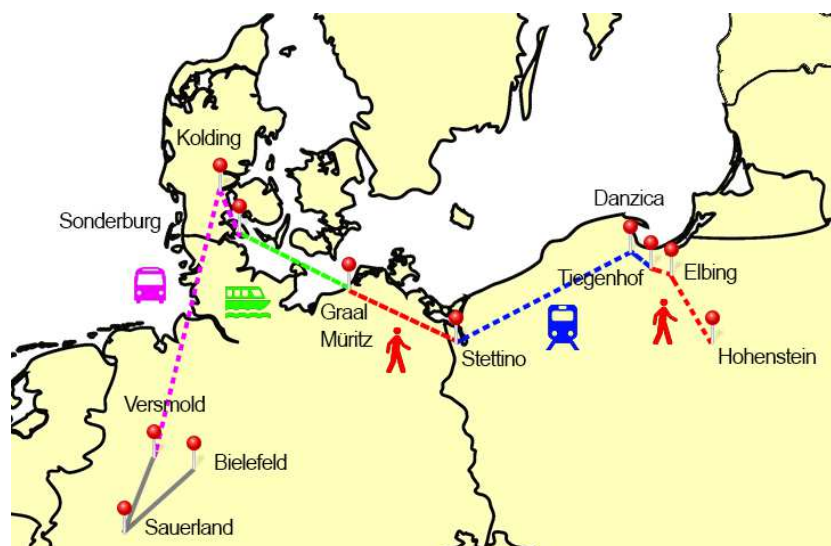 Kolding
Danzica
Sonderburg
Tiegenhof
Elbing
Graal
Müritz
Stettino
Hohenstein
Versmold
Bielefeld
Sauerland